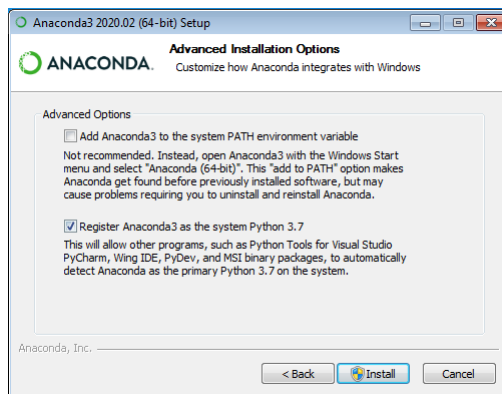 Anaconda3 2020.02 (64-bit) Setup
ANACONDA.
Advanced Installation Options
Customize how Anaconda integrates with Windows
Advanced Options
Add Anaconda3 to the system PATH environment variable
Not recommended. Instead, open Anaconda3 with the Windows Start
menu and select "Anaconda (64-bit)". This "add to PATH" option makes
Anaconda get found before previously installed software, but may
cause problems requiring you to uninstall and reinstall Anaconda.
Register Anaconda3 as the system Python 3.7
This will allow other programs, such as Python Tools for Visual Studio
PyCharm, Wing IDE, PyDev, and MSI binary packages, to automatically
detect Anaconda as the primary Python 3.7 on the system.
Anaconda, Inc.
< Back
Install
Cancel